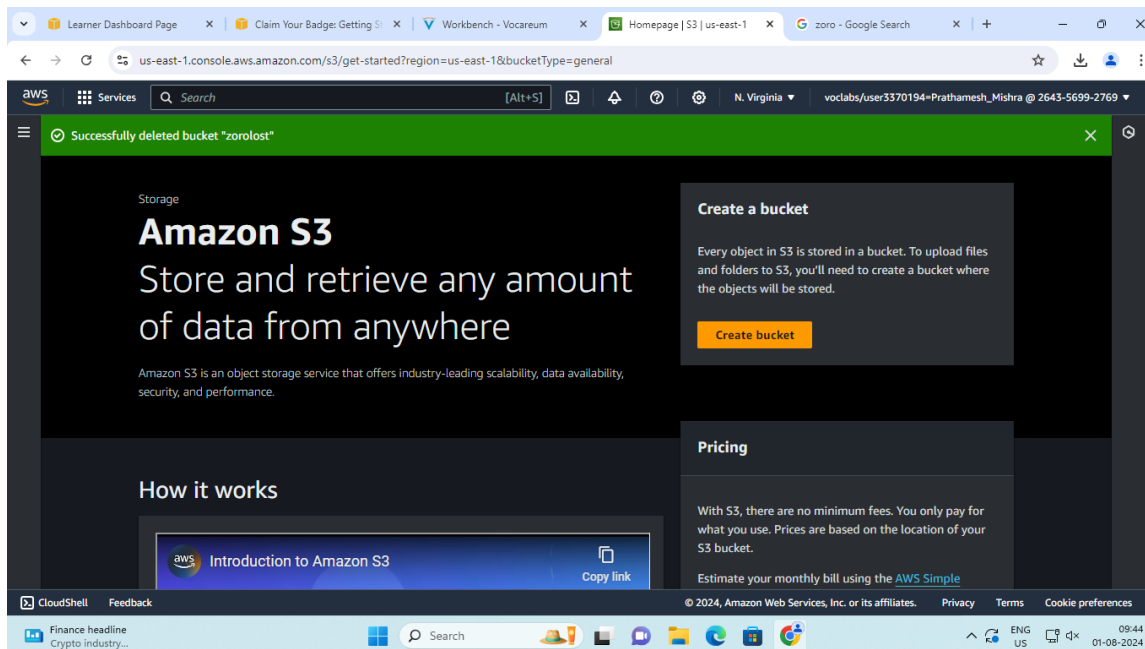 Learner Dashboard Page
Claim Your Badge: Getting S
Workbench - Vocareum
Homepage | S3 | us-east-1
zoro - Google Search
us-east-1.console.aws.amazon.com/s3/get-started?region=us-east-1&bucketType=general
aws
Services
Search
[Alt+S]
N. Virginia
voclabs/user3370194=Prathamesh_Mishra @ 2643-5699-2769
Successfully deleted bucket "zorolost"
Storage
Amazon S3
Store and retrieve any amount
of data from anywhere
Amazon S3 is an object storage service that offers industry-leading scalability, data availability,
security, and performance.
Create a bucket
Every object in S3 is stored in a bucket. To upload files
and folders to S3, you'll need to create a bucket where
the objects will be stored.
Create bucket
Pricing
With S3, there are no minimum fees. You only pay for
what you use. Prices are based on the location of your
S3 bucket.
Estimate your monthly bill using the AWS Simple
How it works
aws
Introduction to Amazon S3
Copy link
CloudShell
Feedback
© 2024, Amazon Web Services, Inc. or its affiliates.
Privacy
Terms
Cookie preferences
Finance headline
Crypto industry...
Search
ENG
US
09:44
01-08-2024